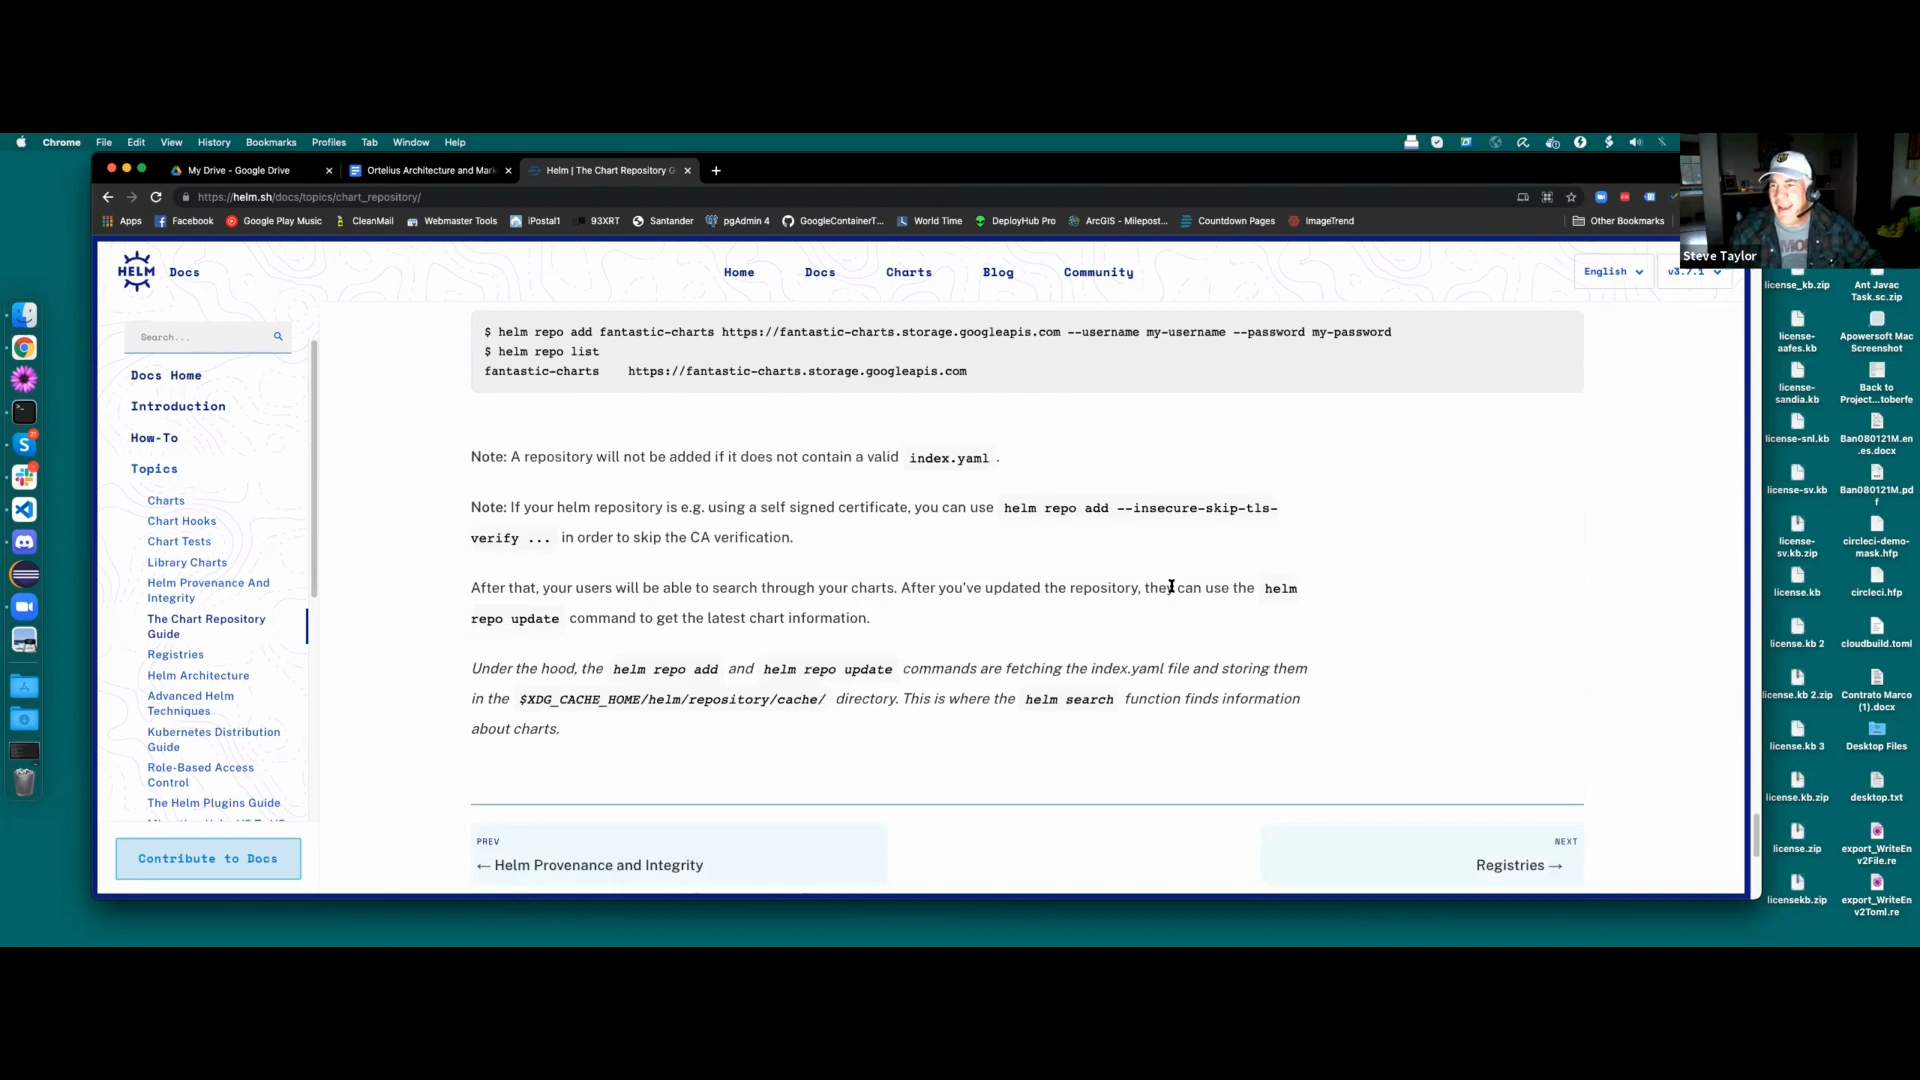 Chrome File Edit View History Bookmarks Profiles Tab Window Help
My Drive - Google Drive
Ortelius Architecture and Mark
Helm | The Chart Repository G
https://helm.sh/docs/topics/chart_repository/
Apps Facebook Google Play Music CleanMail Webmaster Tools iPostal1 93XRT Santander pgAdmin 4 GoogleContainerT... World Time DeployHub Pro ArcGIS - Milepost... Countdown Pages ImageTrend Other Bookmarks
Steve Taylor
HELM Docs
Home Docs Charts Blog Community
English v3.7.1
Search...
Docs Home
Introduction
How-To
Topics
Charts
Chart Hooks
Chart Tests
Library Charts
Helm Provenance And
Integrity
The Chart Repository
Guide
Registries
Helm Architecture
Advanced Helm
Techniques
Kubernetes Distribution
Guide
Role-Based Access
Control
The Helm Plugins Guide
Contribute to Docs
$ helm repo add fantastic-charts https://fantastic-charts.storage.googleapis.com --username my-username --password my-password
$ helm repo list
fantastic-charts https://fantastic-charts.storage.googleapis.com
Note: A repository will not be added if it does not contain a valid index.yaml .
Note: If your helm repository is e.g. using a self signed certificate, you can use helm repo add --insecure-skip-tls-
verify ... in order to skip the CA verification.
After that, your users will be able to search through your charts. After you've updated the repository, they can use the helm
repo update command to get the latest chart information.
Under the hood, the helm repo add and helm repo update commands are fetching the index.yaml file and storing them
in the $XDG_CACHE_HOME/helm/repository/cache/ directory. This is where the helm search function finds information
about charts.
PREV
← Helm Provenance and Integrity
NEXT
Registries →
license_kb.zip
Ant Javac
Task.sc.zip
license-
aafes.kb
Apowersoft Mac
Screenshot
license-
sandia.kb
Back to
Project...toberfe
license-snl.kb
Ban080121M.en
.es.docx
license-sv.kb
Ban080121M.pd
f
license-
sv.kb.zip
circleci-demo-
mask.hfp
license.kb
circleci.hfp
license.kb 2
cloudbuild.toml
license.kb 2.zip
Contrato Marco
(1).docx
license.kb 3
Desktop Files
license.kb.zip
desktop.txt
license.zip
export_WriteEn
v2File.re
licensekb.zip
export_WriteEn
v2Toml.re